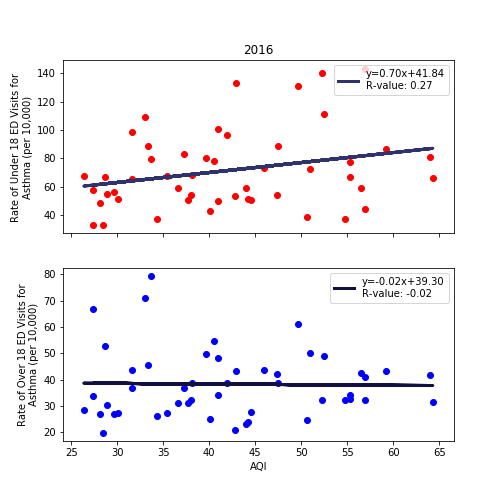 2016
Rate of Under 18 ED Visits for
Asthma (per 10,000)
140
120
100
80
60
40
y=0.70x+41.84
R-value: 0.27
Rate of Over 18 ED Visits for
Asthma (per 10,000)
80
70
60
50
40
30
20
y=-0.02x+39.30
R-value: -0.02
25 30 35 40 45 50 55 60 65
AQI